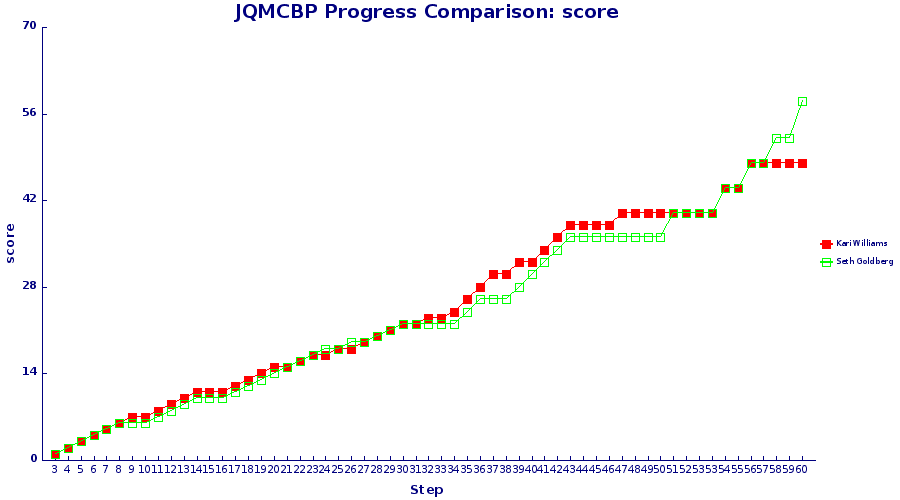 JQMCBP Progress Comparison: score
70
56
42
28
14
0
score
3 4 5 6 7 8 9 10 11 12 13 14 15 16 17 18 19 20 21 22 23 24 25 26 27 28 29 30 31 32 33 34 35 36 37 38 39 40 41 42 43 44 45 46 47 48 49 50 51 52 53 54 55 56 57 58 59 60
Step
Kari Williams
Seth Goldberg